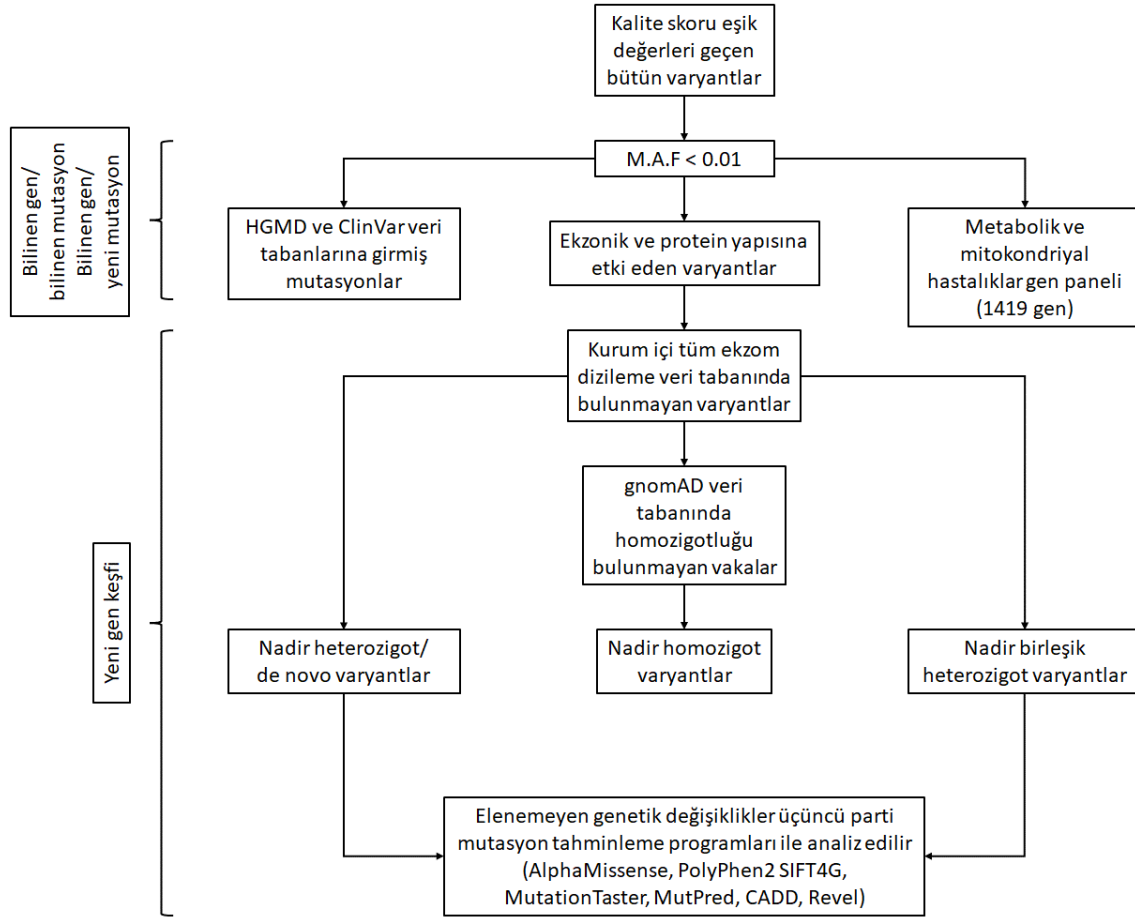 Kalite skoru eşik
değerleri geçen
bütün varyantlar
M.A.F < 0.01
Bilinen gen/
bilinen mutasyon
Bilinen gen/
yeni mutasyon
HGMD ve ClinVar veri
tabanlarına girmiş
mutasyonlar
Ekzonik ve protein yapısına
etki eden varyantlar
Metabolik ve
mitokondriyal
hastalıklar gen paneli
(1419 gen)
Kurum içi tüm ekzom
dizileme veri tabanında
bulunmayan varyantlar
gnomAD veri
tabanında
homozigotluğu
bulunmayan vakalar
Yeni gen keşfi
Nadir heterozigot/
de novo varyantlar
Nadir homozigot
varyantlar
Nadir birleşik
heterozigot varyantlar
Elenemeyen genetik değişiklikler üçüncü parti
mutasyon tahminleme programları ile analiz edilir
(AlphaMissense, PolyPhen2 SIFT4G,
MutationTaster, MutPred, CADD, Revel)